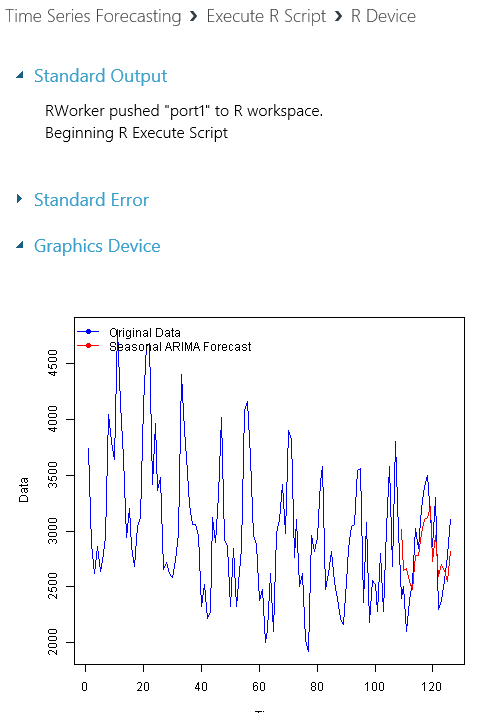 Time Series Forecasting › Execute R Script › R Device
Standard Output
RWorker pushed "port1" to R workspace.
Beginning R Execute Script
Standard Error
Graphics Device
Original Data
Seasonal ARIMA Forecast
4500
4000
3500
3000
2500
2000
Data
0 20 40 60 80 100 120